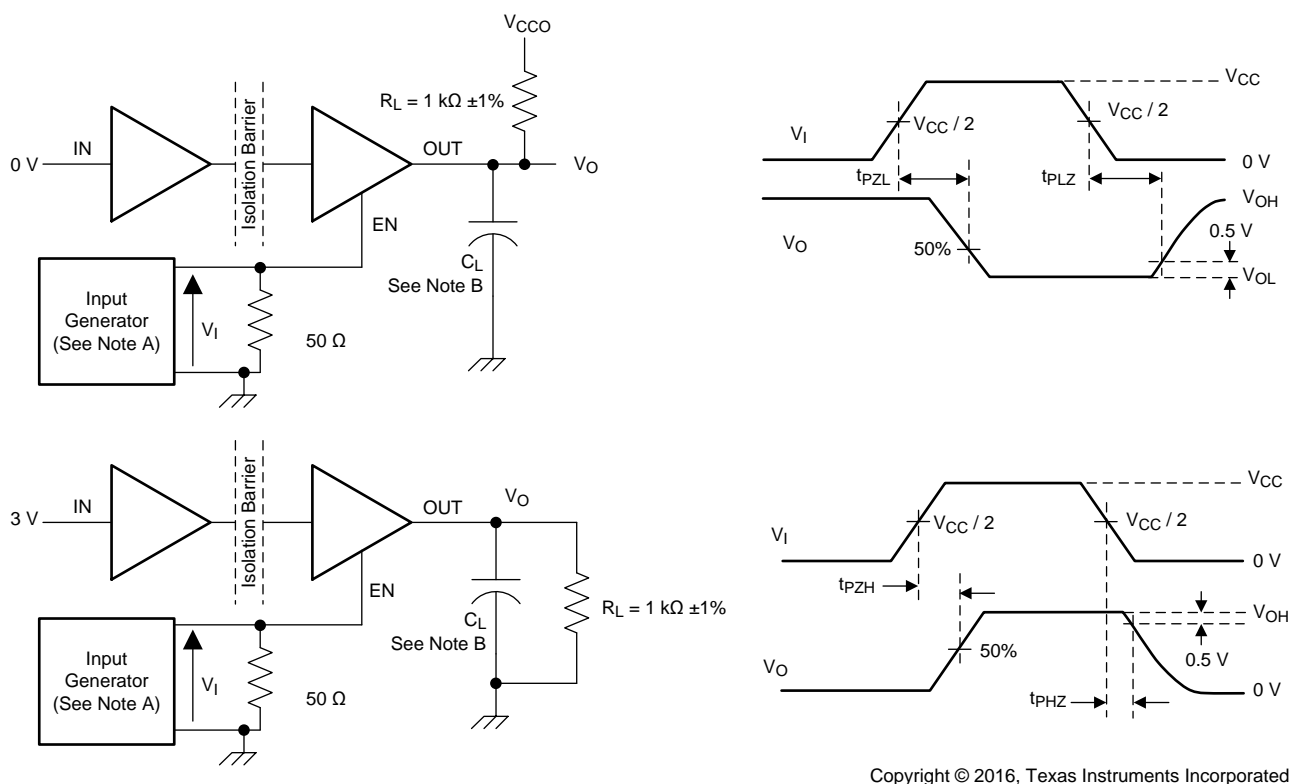 VCCO
RL = 1 kΩ ±1%
0 V
IN
Isolation Barrier
OUT
VO
EN
CL
See Note B
Input
Generator
(See Note A)
VI
50 Ω
VCC
VCC / 2
VCC / 2
VI
0 V
tPZL
tPLZ
VOH
0.5 V
VO
50%
VOL
3 V
IN
Isolation Barrier
OUT
VO
EN
CL
See Note B
RL = 1 kΩ ±1%
Input
Generator
(See Note A)
VI
50 Ω
VCC
VCC / 2
VCC / 2
VI
0 V
tPZH
VOH
50%
0.5 V
VO
tPHZ
0 V
Copyright © 2016, Texas Instruments Incorporated